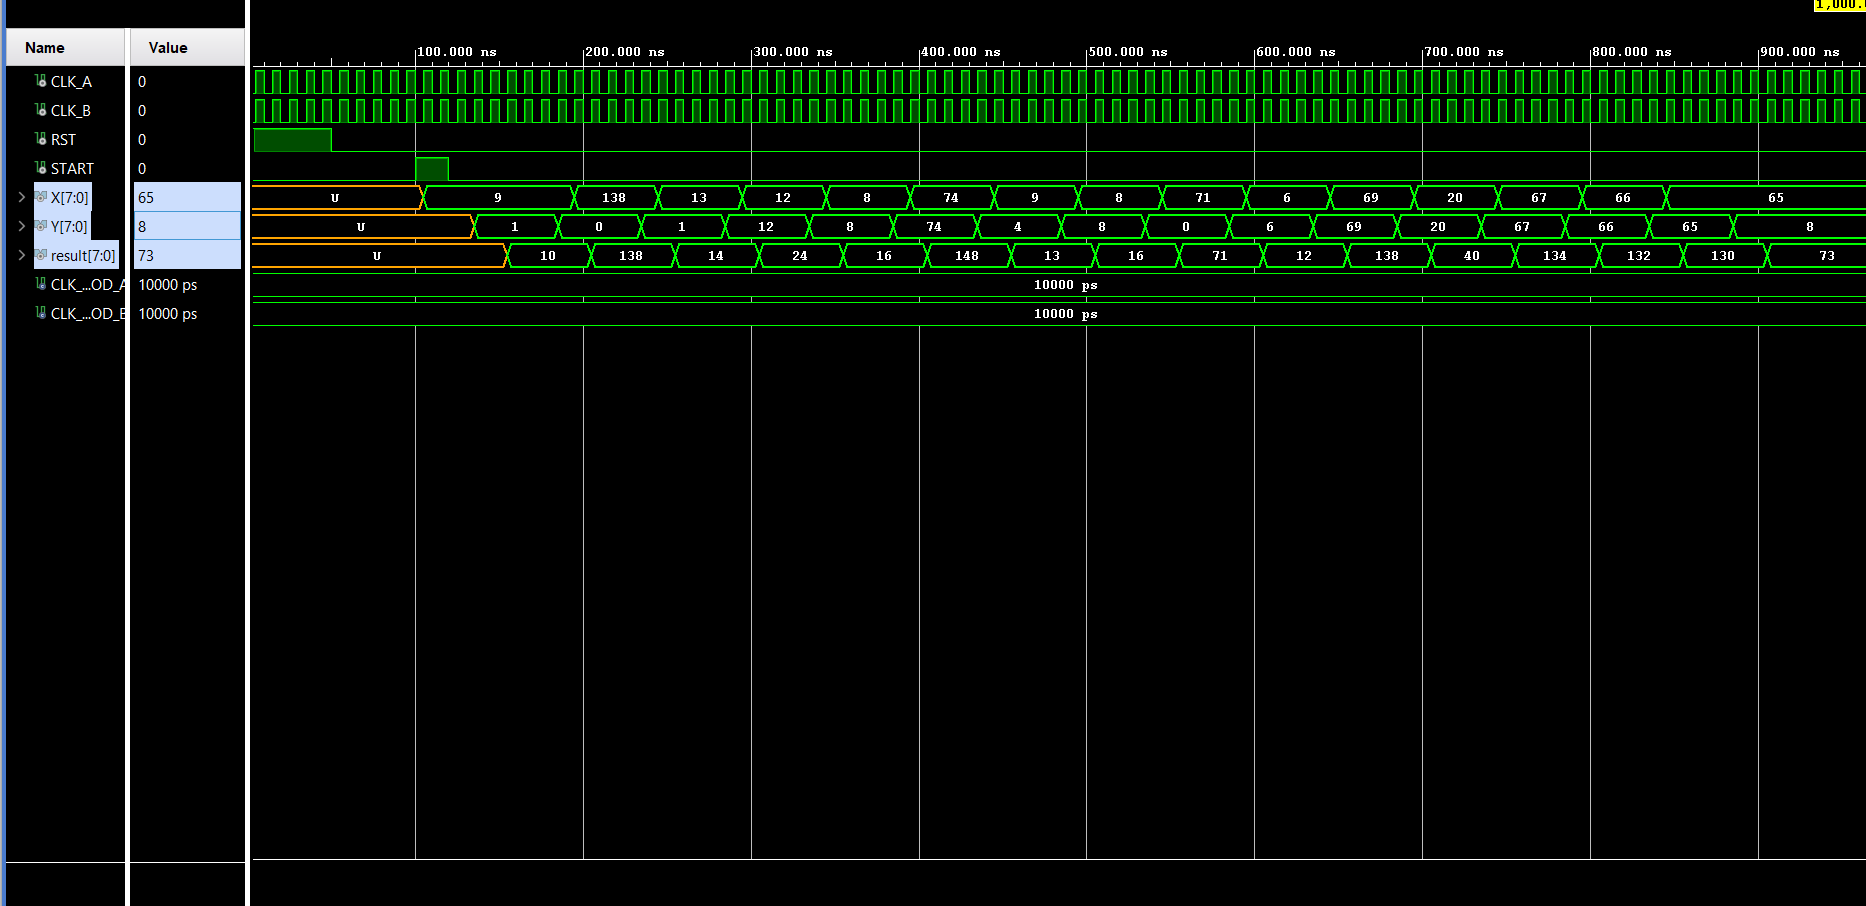 1,000.
Name Value
100.000 ns 200.000 ns 300.000 ns 400.000 ns 500.000 ns 600.000 ns 700.000 ns 800.000 ns 900.000 ns
CLK_A 0
CLK_B 0
RST 0
START 0
X[7:0] 65 U 9 138 13 12 8 74 9 8 71 6 69 20 67 66 65
Y[7:0] 8 U 1 0 1 12 8 74 4 8 0 6 69 20 67 66 65 8
result[7:0] 73 U 10 138 14 24 16 148 13 16 71 12 138 40 134 132 130 73
CLK_...OD_A 10000 ps 10000 ps
CLK_...OD_B 10000 ps 10000 ps